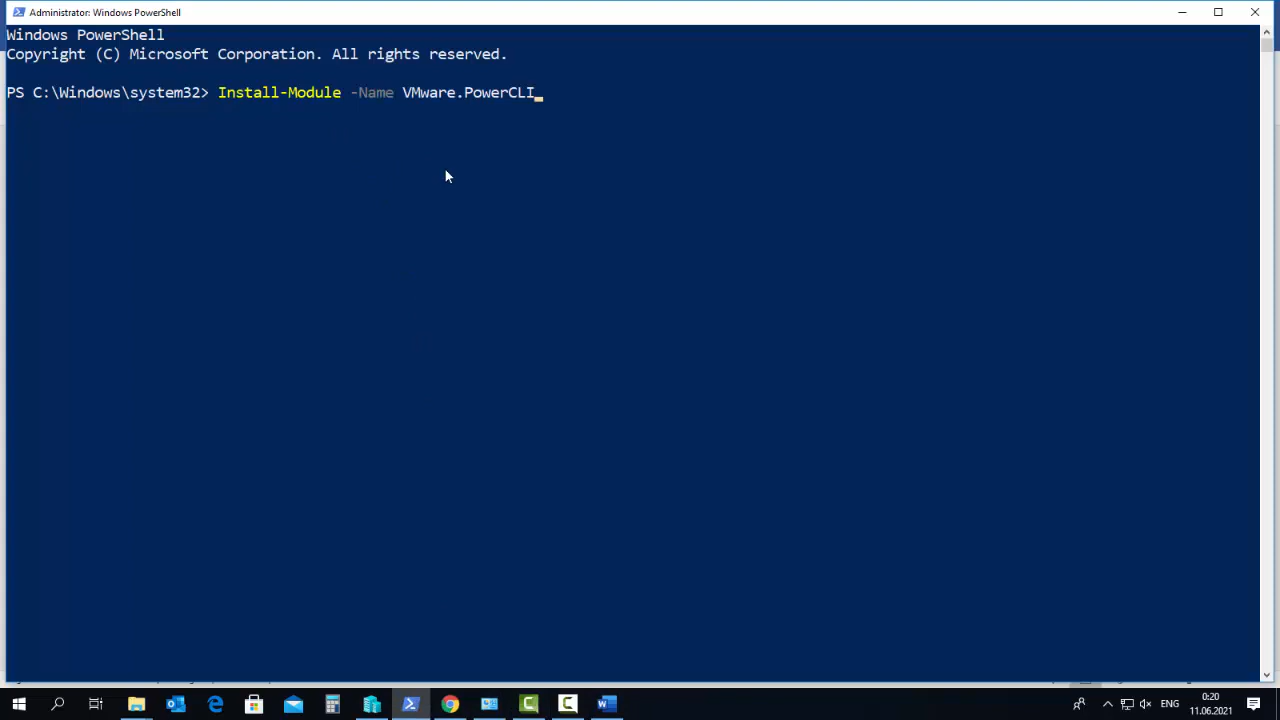 Administrator: Windows PowerShell
Windows PowerShell
Copyright (C) Microsoft Corporation. All rights reserved.
PS C:\Windows\system32> Install-Module -Name VMware.PowerCLI
ENG
0:20
11.06.2021